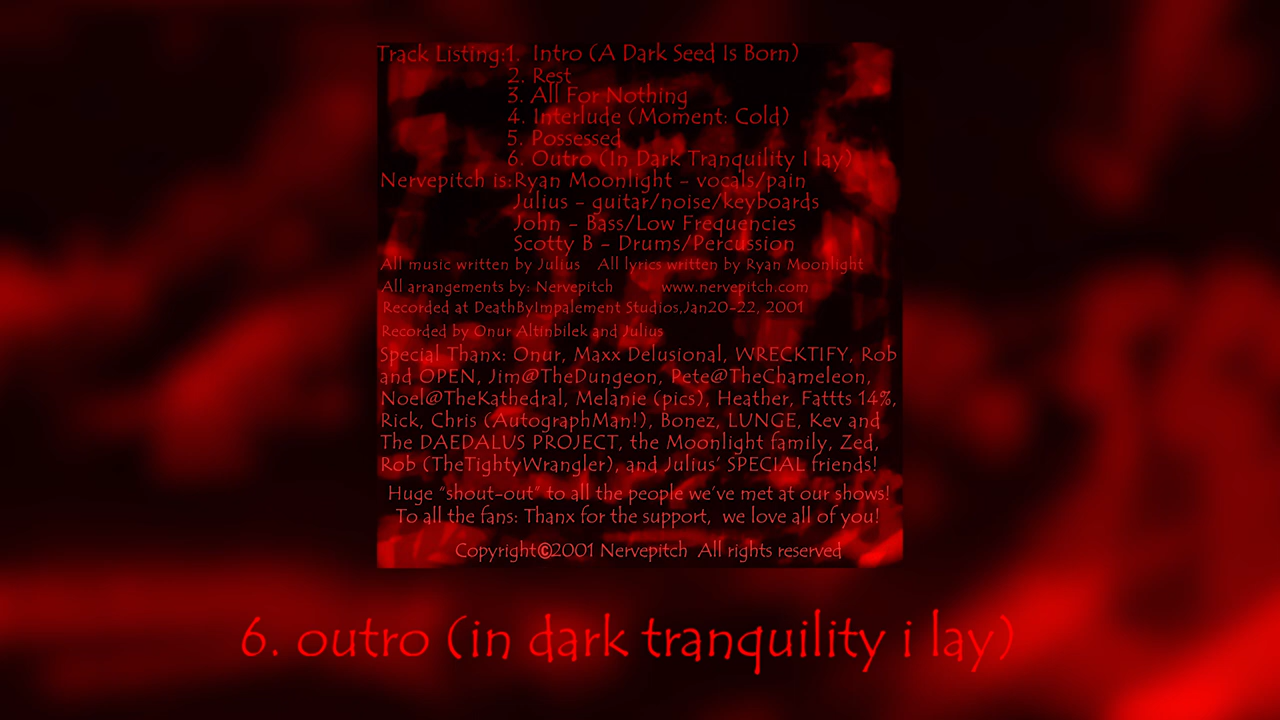 Track Listing:1. Intro (A Dark Seed Is Born)
2. Rest
3. All For Nothing
4. Interlude (Moment: Cold)
5. Possessed
6. Outro (In Dark Tranquility I lay)
Nervepitch is:Ryan Moonlight - vocals/pain
Julius - guitar/noise/keyboards
John - Bass/Low Frequencies
Scotty B - Drums/Percussion
All music written by Julius All lyrics written by Ryan Moonlight
All arrangements by: Nervepitch www.nervepitch.com
Recorded at DeathByImpalement Studios,Jan20-22, 2001
Recorded by Onur Altinbilek and Julius
Special Thanx: Onur, Maxx Delusional, WRECKTIFY, Rob
and OPEN, Jim@TheDungeon, Pete@TheChameleon,
Noel@TheKathedral, Melanie (pics), Heather, Fattts 14%,
Rick, Chris (AutographMan!), Bonez, LUNGE, Kev and
The DAEDALUS PROJECT, the Moonlight family, Zed,
Rob (TheTightyWrangler), and Julius' SPECIAL friends!
Huge "shout-out" to all the people we've met at our shows!
To all the fans: Thanx for the support, we love all of you!
Copyright©2001 Nervepitch All rights reserved
6. outro (in dark tranquility i lay)